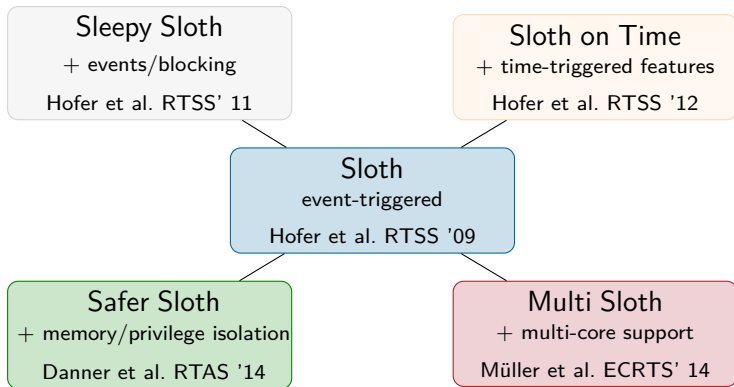 Sleepy Sloth
+ events/blocking
Hofer et al. RTSS' 11
Sloth on Time
+ time-triggered features
Hofer et al. RTSS '12
Sloth
event-triggered
Hofer et al. RTSS '09
Safer Sloth
+ memory/privilege isolation
Danner et al. RTAS '14
Multi Sloth
+ multi-core support
Müller et al. ECRTS' 14